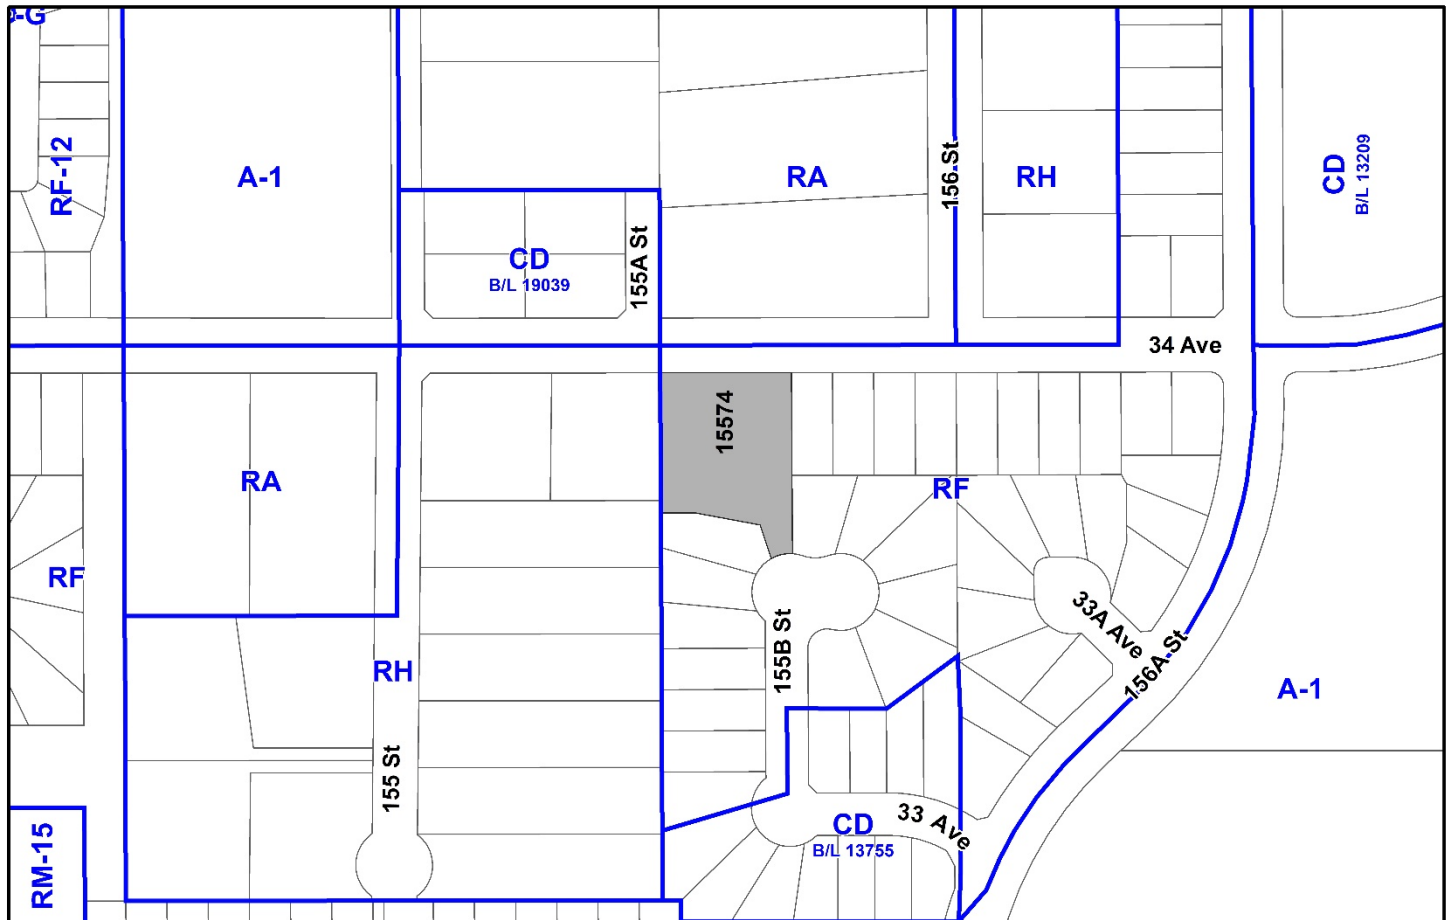 RF-12
A-1
RA
156 St
RH
CD
B/L 13209
CD
B/L 19039
155A St
34 Ave
15574
RA
RF
RF
33A Ave
155B St
156A St
RH
A-1
155 St
33 Ave
CD
B/L 13755
RM-15